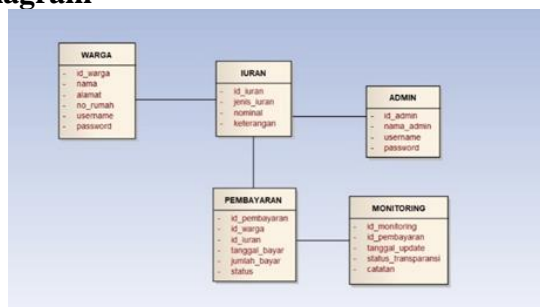 WARGA
- id_warga
- nama
- alamat
- no_rumah
- username
- password
IURAN
- id_iuran
- jenis_iuran
- nominal
- keterangan
ADMIN
- id_admin
- nama_admin
- username
- password
PEMBAYARAN
- id_pembayaran
- id_warga
- id_iuran
- tanggal_bayar
- jumlah_bayar
- status
MONITORING
- id_monitoring
- id_pembayaran
- tanggal_update
- status_transparansi
- catatan